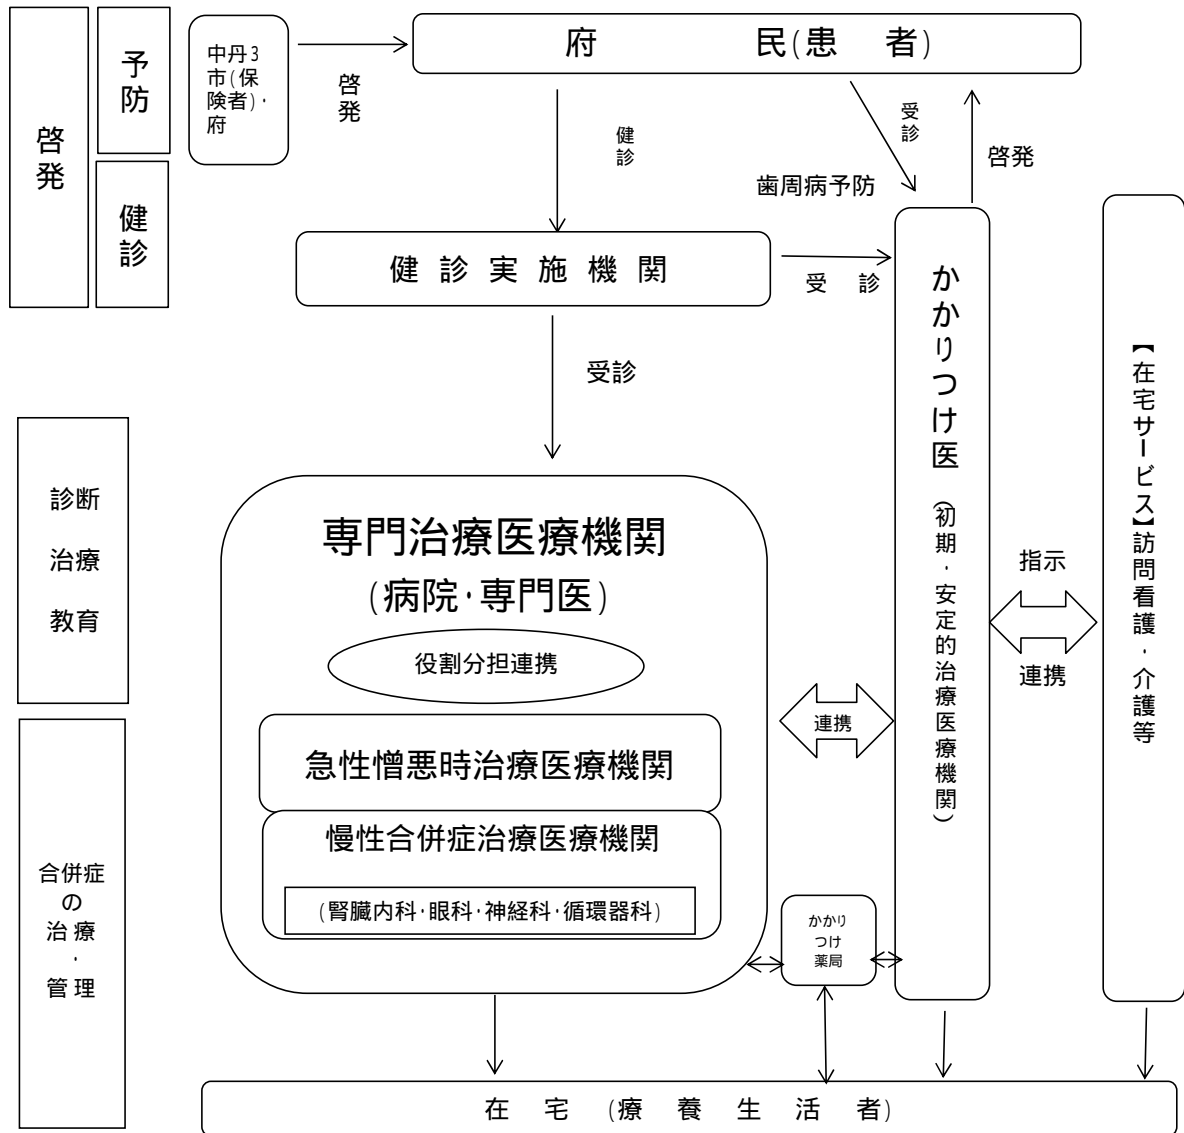 啓発
予防
健診
中丹3
市(保
険者)・
府
啓発
府 民(患 者)
健診
受診
啓発
歯周病予防
健 診 実 施 機 関
受 診
受診
かかりつけ医 (初期・安定的治療医療機関)
【在宅サービス】訪問看護・介護等
診断
治療
教育
専門治療医療機関
(病院・専門医)
役割分担連携
急性憎悪時治療医療機関
慢性合併症治療医療機関
(腎臓内科・眼科・神経科・循環器科)
連携
指示
連携
合併症
の
治 療
・
管 理
かかり
つけ
薬局
在 宅 (療 養 生 活 者)